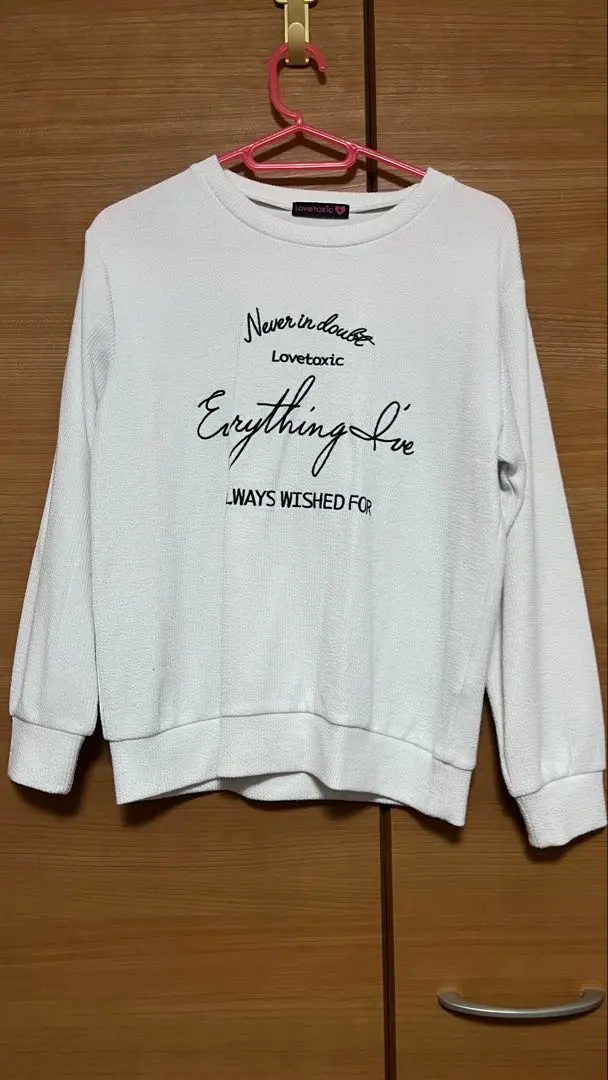 Lovetoxic
Never in doubt
Lovetoxic
Erything I've
LWAYS WISHED FOR